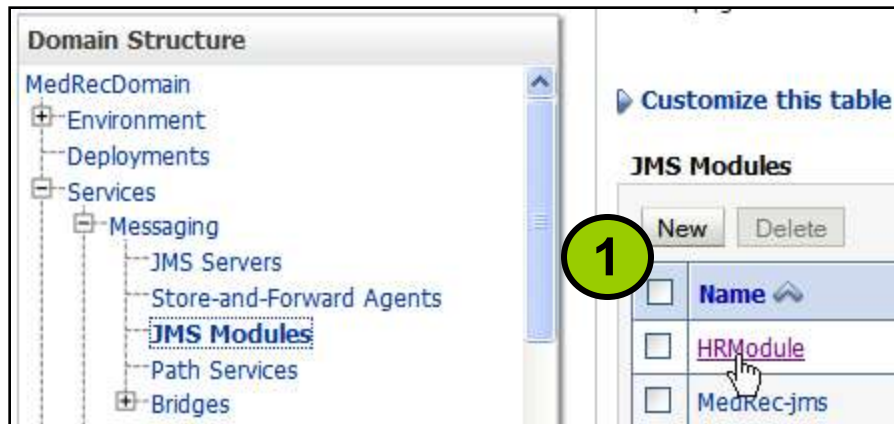 Domain Structure
MedRecDomain
Environment
Deployments
Services
Messaging
JMS Servers
Store-and-Forward Agents
JMS Modules
Path Services
Bridges
Customize this table
JMS Modules
New Delete
1
Name
HRModule
MedRec-jms